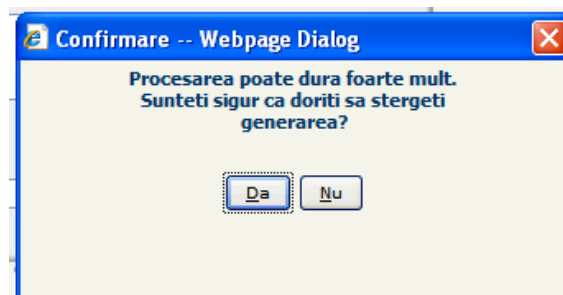 Confirmare -- Webpage Dialog
Procesarea poate dura foarte mult.
Sunteti sigur ca doriti sa stergeti
generarea?
Da Nu